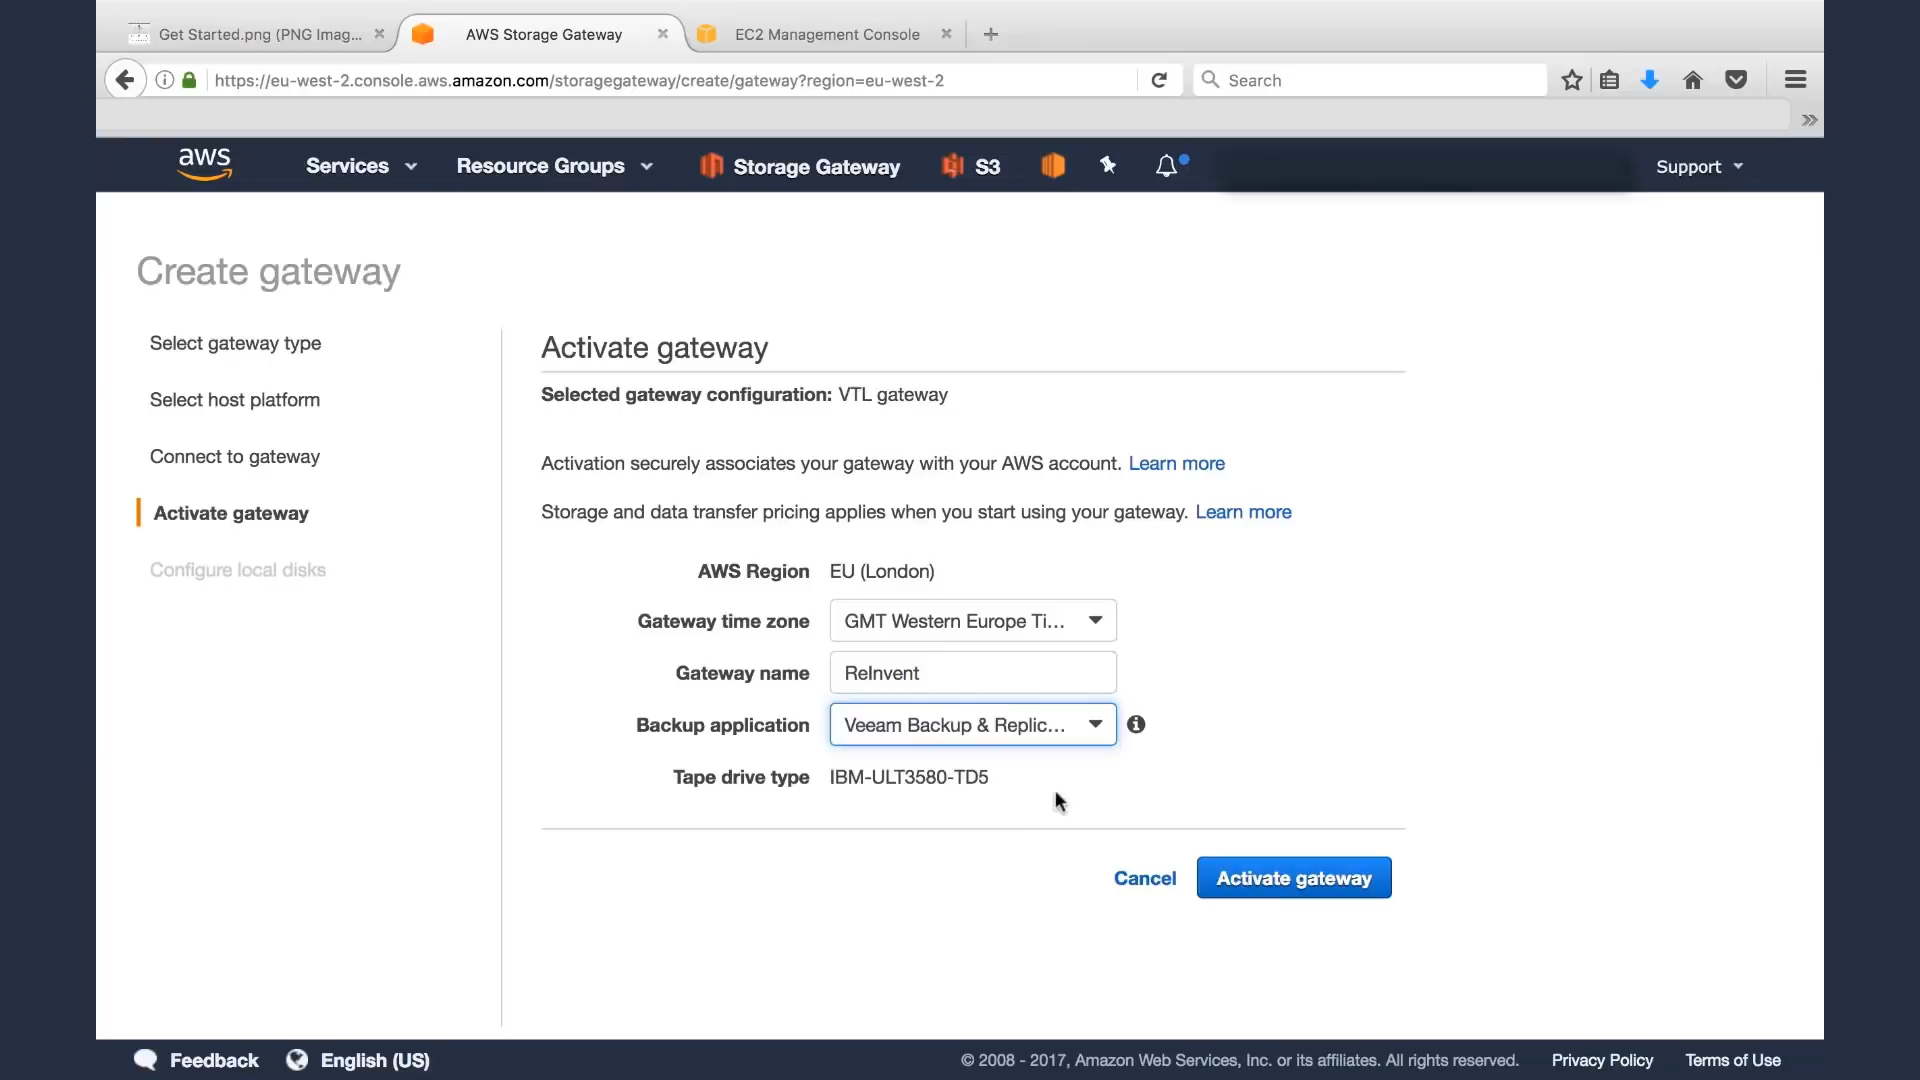 Get Started.png (PNG Imag...
AWS Storage Gateway
EC2 Management Console
https://eu-west-2.console.aws.amazon.com/storagegateway/create/gateway?region=eu-west-2
Search
aws
Services
Resource Groups
Storage Gateway
S3
Support
Create gateway
Select gateway type
Select host platform
Connect to gateway
Activate gateway
Configure local disks
Activate gateway
Selected gateway configuration: VTL gateway
Activation securely associates your gateway with your AWS account. Learn more
Storage and data transfer pricing applies when you start using your gateway. Learn more
AWS Region EU (London)
Gateway time zone GMT Western Europe Ti...
Gateway name ReInvent
Backup application Veeam Backup & Replic...
Tape drive type IBM-ULT3580-TD5
Cancel
Activate gateway
Feedback
English (US)
© 2008 - 2017, Amazon Web Services, Inc. or its affiliates. All rights reserved.
Privacy Policy
Terms of Use